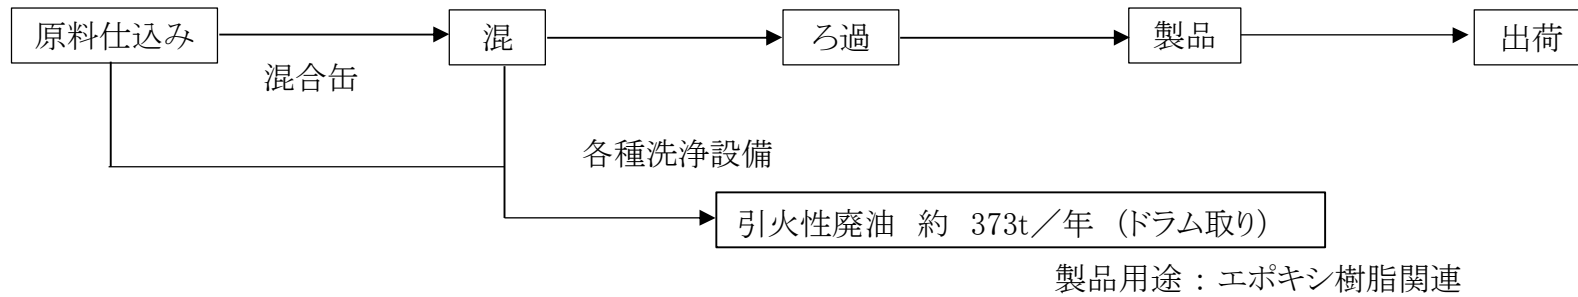 原料仕込み 混 ろ過 製品 出荷
混合缶
各種洗浄設備
引火性廃油 約 373t/年 (ドラム取り)
製品用途:エポキシ樹脂関連